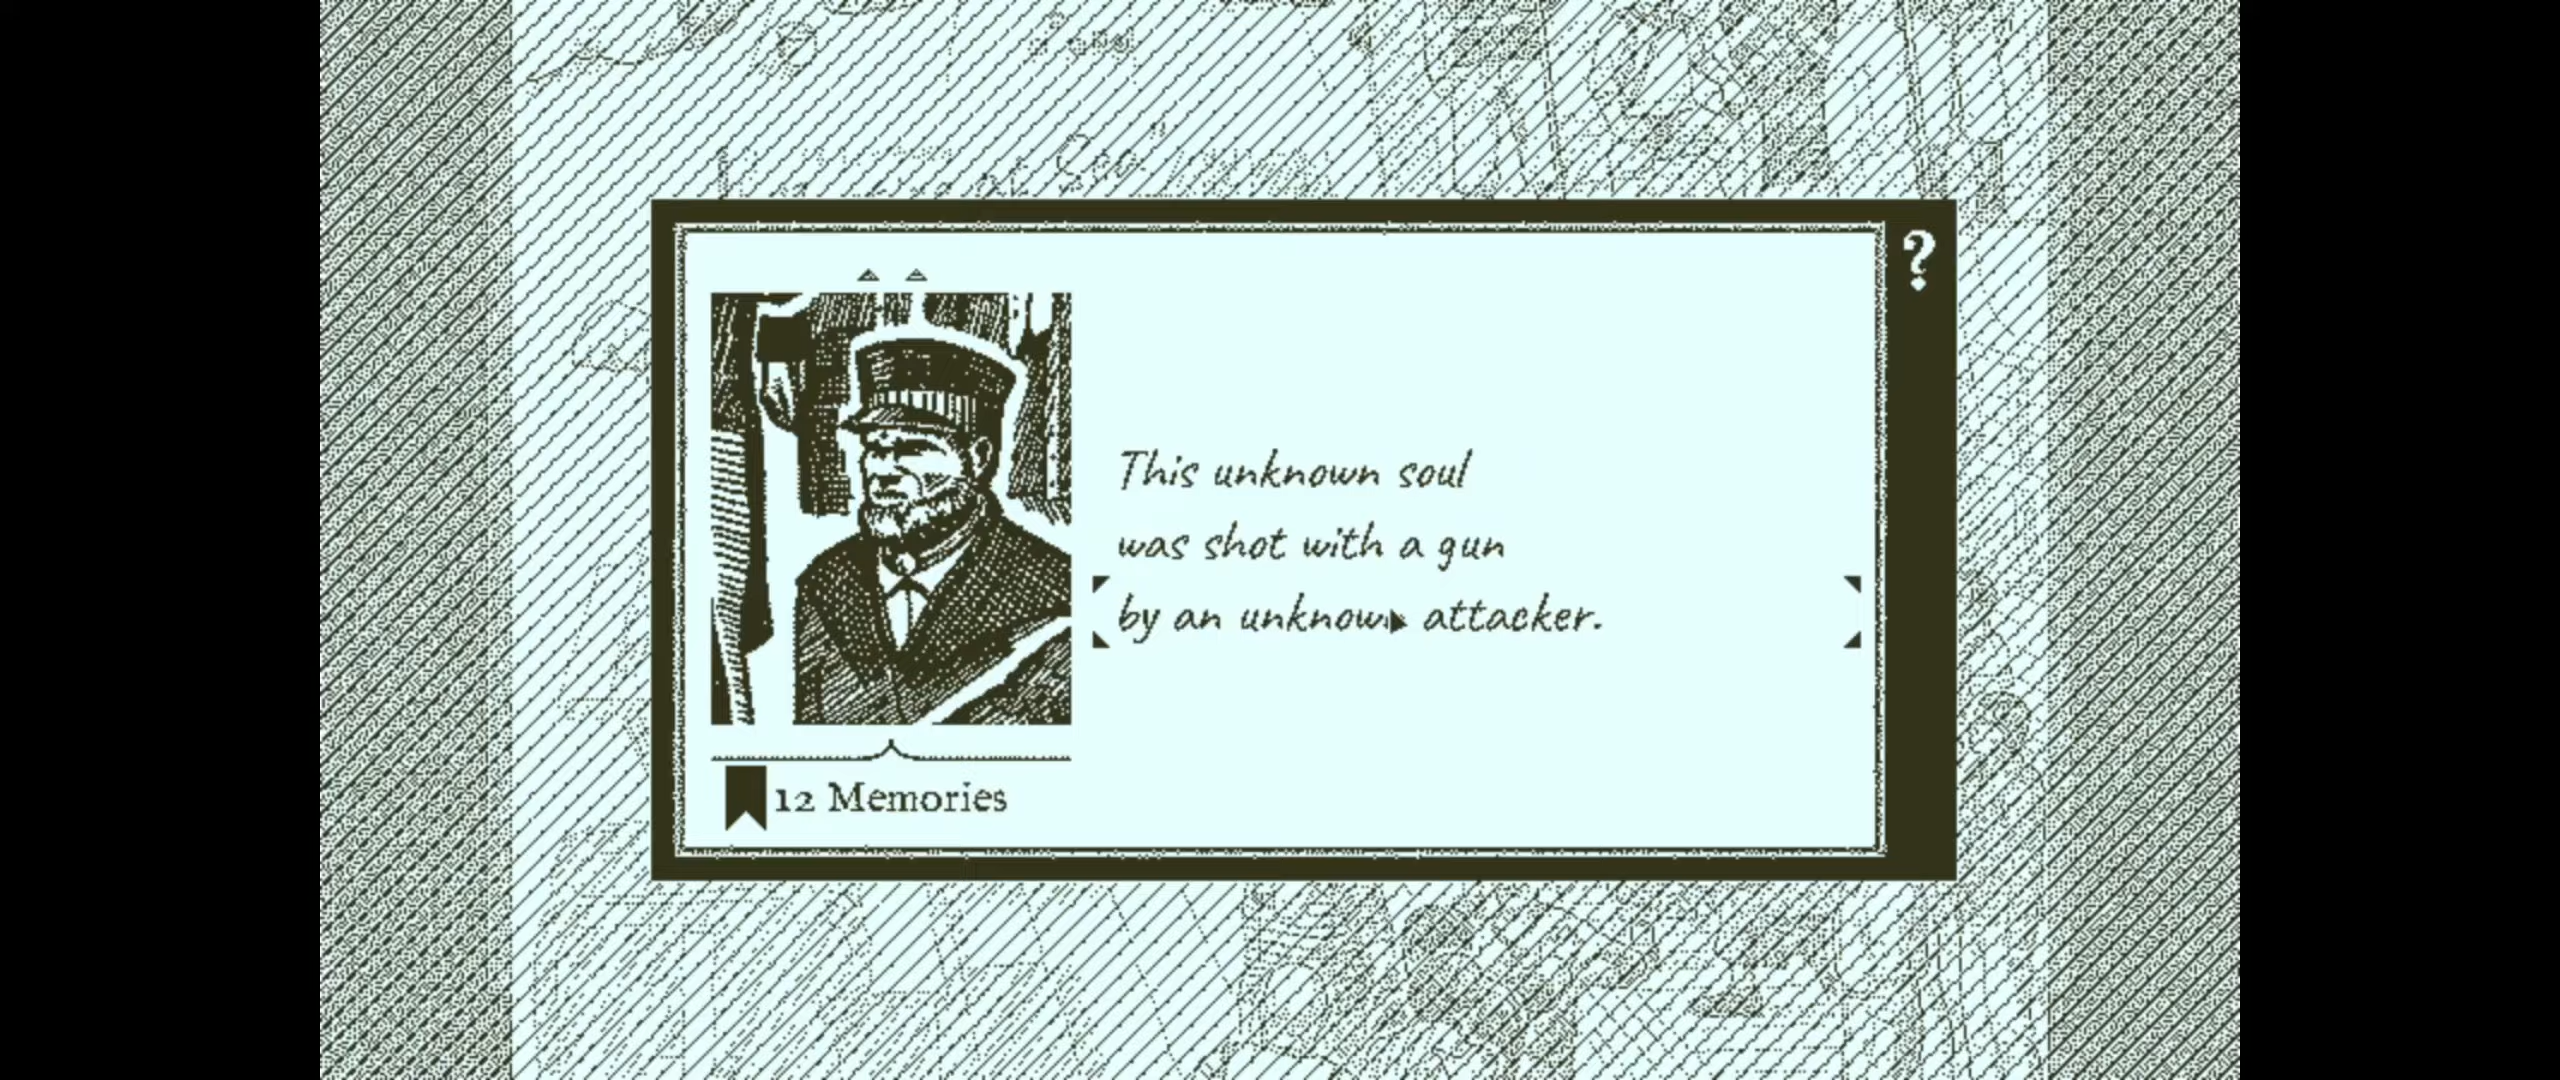 ?
This unknown soul
was shot with a gun
by an unknown attacker.
12 Memories